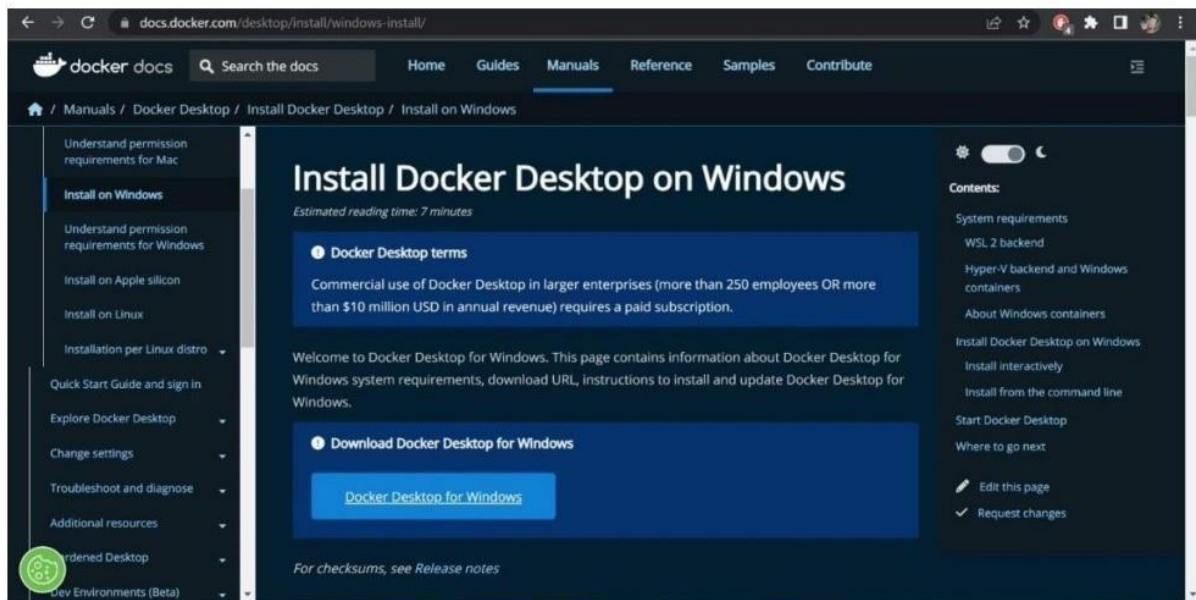 docs.docker.com/desktop/install/windows-install/
4
docker docs
Search the docs
Home
Guides
Manuals
Reference
Samples
Contribute
/ Manuals / Docker Desktop / Install Docker Desktop / Install on Windows
Understand permission
requirements for Mac
Install on Windows
Understand permission
requirements for Windows
Install on Apple silicon
Install on Linux
Installation per Linux distro
Quick Start Guide and sign in
Explore Docker Desktop
Change settings
Troubleshoot and diagnose
Additional resources
rdened Desktop
Dev Environments (Beta)
Install Docker Desktop on Windows
Estimated reading time: 7 minutes
Docker Desktop terms
Commercial use of Docker Desktop in larger enterprises (more than 250 employees OR more
than $10 million USD in annual revenue) requires a paid subscription.
Welcome to Docker Desktop for Windows. This page contains information about Docker Desktop for
Windows system requirements, download URL, instructions to install and update Docker Desktop for
Windows.
Download Docker Desktop for Windows
Docker Desktop for Windows
For checksums, see Release notes
Contents:
System requirements
WSL 2 backend
Hyper-V backend and Windows
containers
About Windows containers
Install Docker Desktop on Windows
Install interactively
Install from the command line
Start Docker Desktop
Where to go next
Edit this page
Request changes